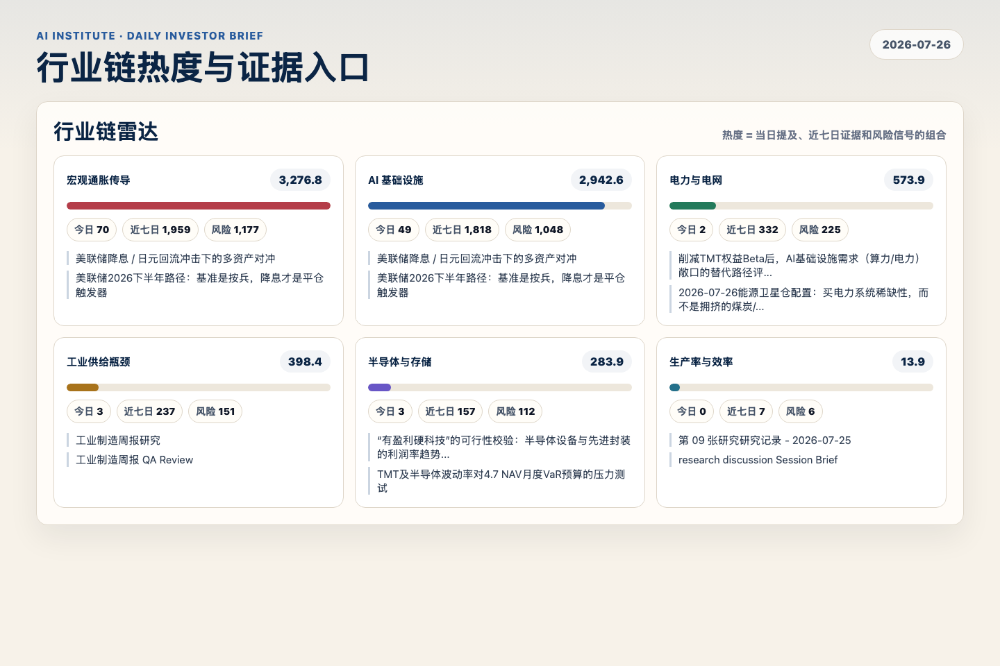 AI INSTITUTE · DAILY INVESTOR BRIEF
行业链热度与证据入口
2026-07-26
行业链雷达
热度 = 当日提及、近七日证据和风险信号的组合
宏观通胀传导
3,276.8
今日 70
近七日 1,959
风险 1,177
美联储降息 / 日元回流冲击下的多资产对冲
美联储2026下半年路径：基准是按兵，降息才是平仓
触发器
AI 基础设施
2,942.6
今日 49
近七日 1,818
风险 1,048
美联储降息 / 日元回流冲击下的多资产对冲
美联储2026下半年路径：基准是按兵，降息才是平仓
触发器
电力与电网
573.9
今日 2
近七日 332
风险 225
削减TMT权益Beta后，AI基础设施需求（算力/电力）
敞口的替代路径评...
2026-07-26能源卫星仓配置：买电力系统稀缺性，而
不是拥挤的煤炭/...
工业供给瓶颈
398.4
今日 3
近七日 237
风险 151
工业制造周报研究
工业制造周报 QA Review
半导体与存储
283.9
今日 3
近七日 157
风险 112
“有盈利硬科技”的可行性校验：半导体设备与先进封装
的利润率趋势...
TMT及半导体波动率对4.7 NAV月度VaR预算的压力测
试
生产率与效率
13.9
今日 0
近七日 7
风险 6
第 09 张研究研究记录 - 2026-07-25
research discussion Session Brief